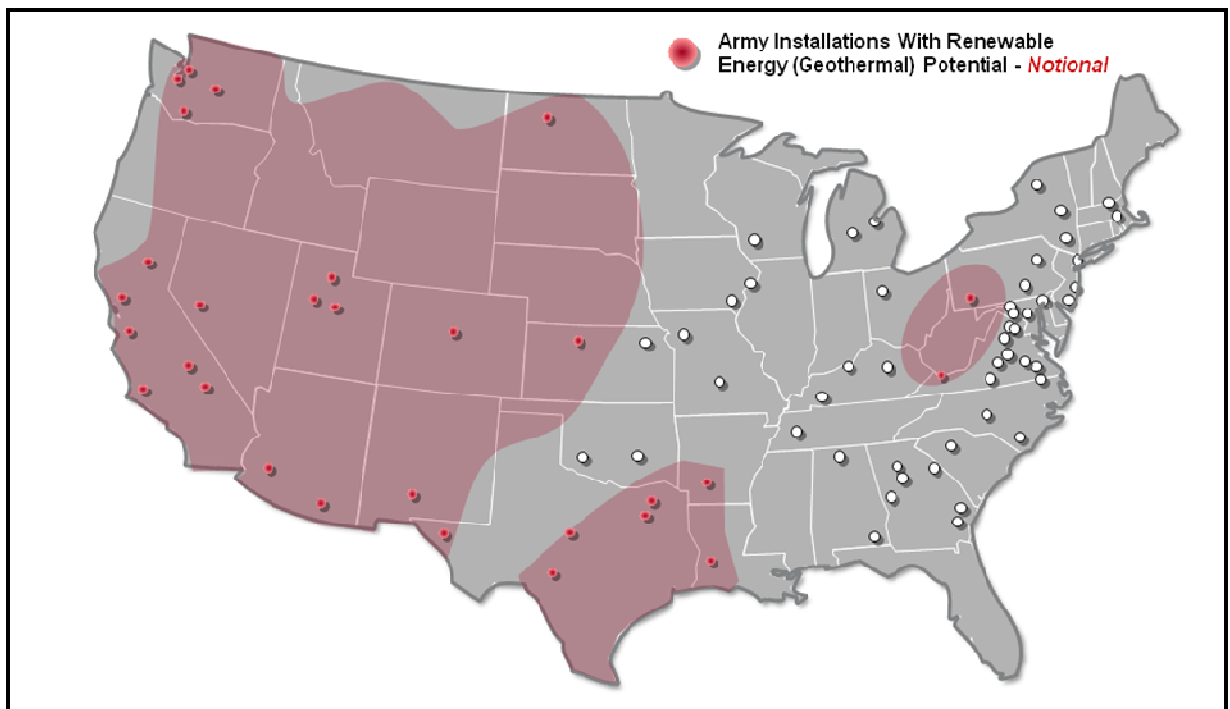 Army Installations With Renewable
Energy (Geothermal) Potential - Notional